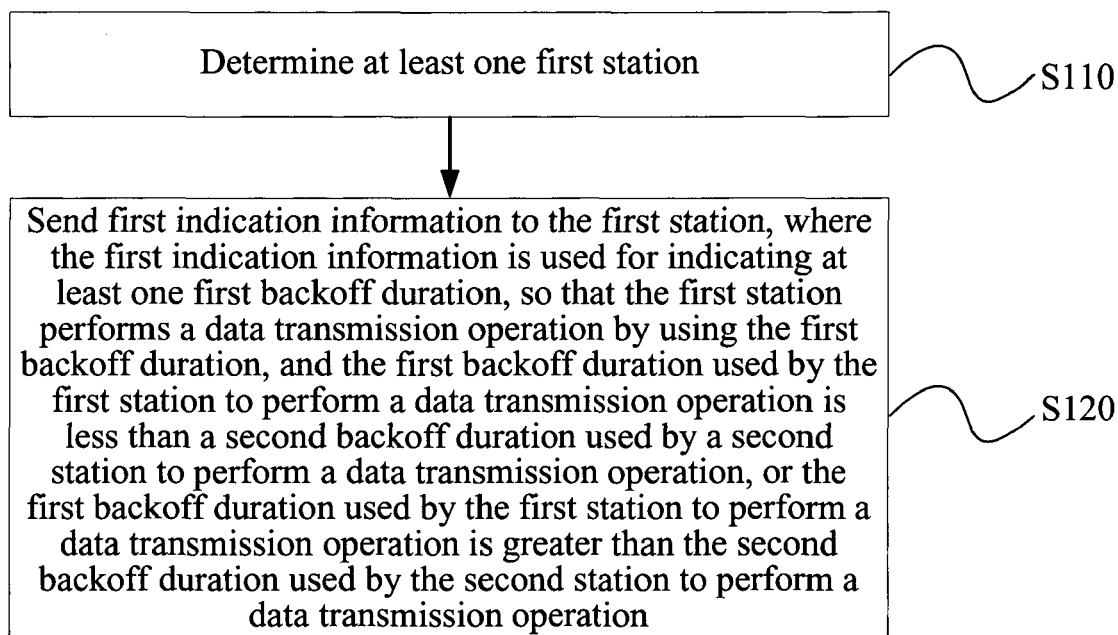 Determine at least one first station
S110
Send first indication information to the first station, where
the first indication information is used for indicating at
least one first backoff duration, so that the first station
performs a data transmission operation by using the first
backoff duration, and the first backoff duration used by the
first station to perform a data transmission operation is
less than a second backoff duration used by a second
station to perform a data transmission operation, or the
first backoff duration used by the first station to perform a
data transmission operation is greater than the second
backoff duration used by the second station to perform a
data transmission operation
S120